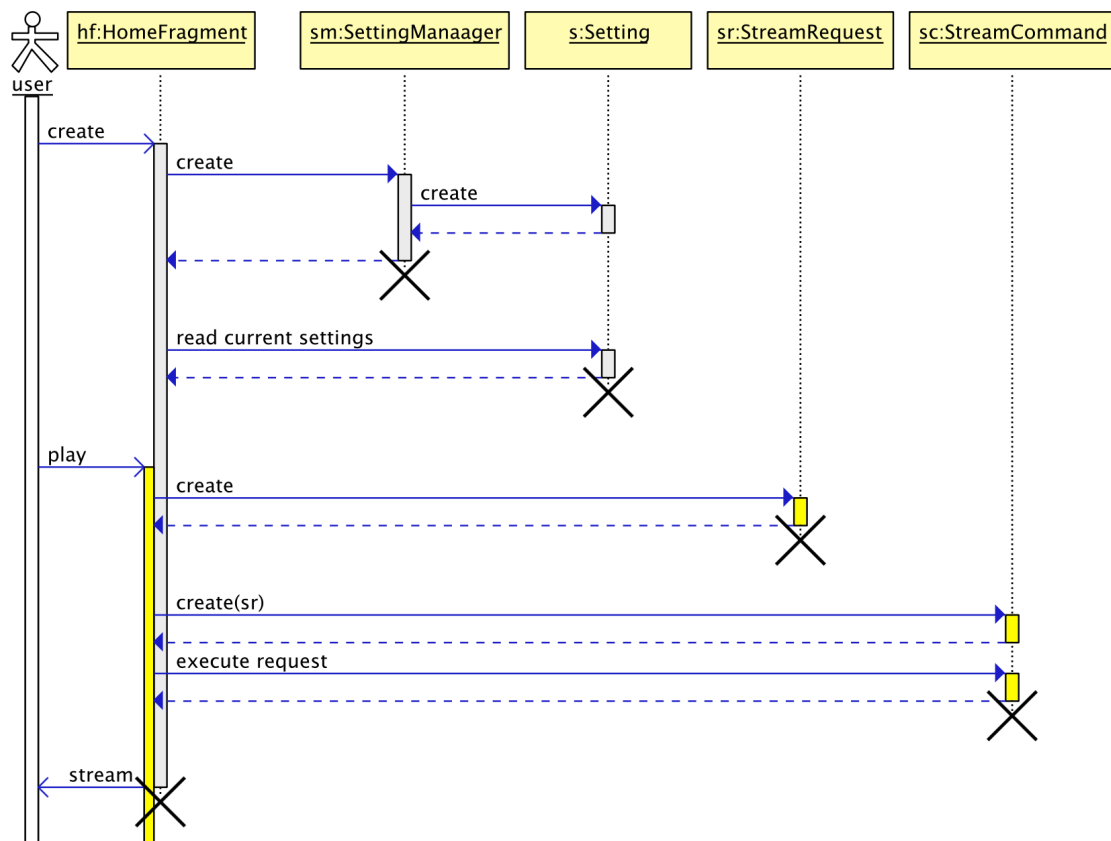 hf:HomeFragment
sm:SettingManaager
s:Setting
sr:StreamRequest
sc:StreamCommand
user
create
create
create
read current settings
play
create
create(sr)
execute request
stream